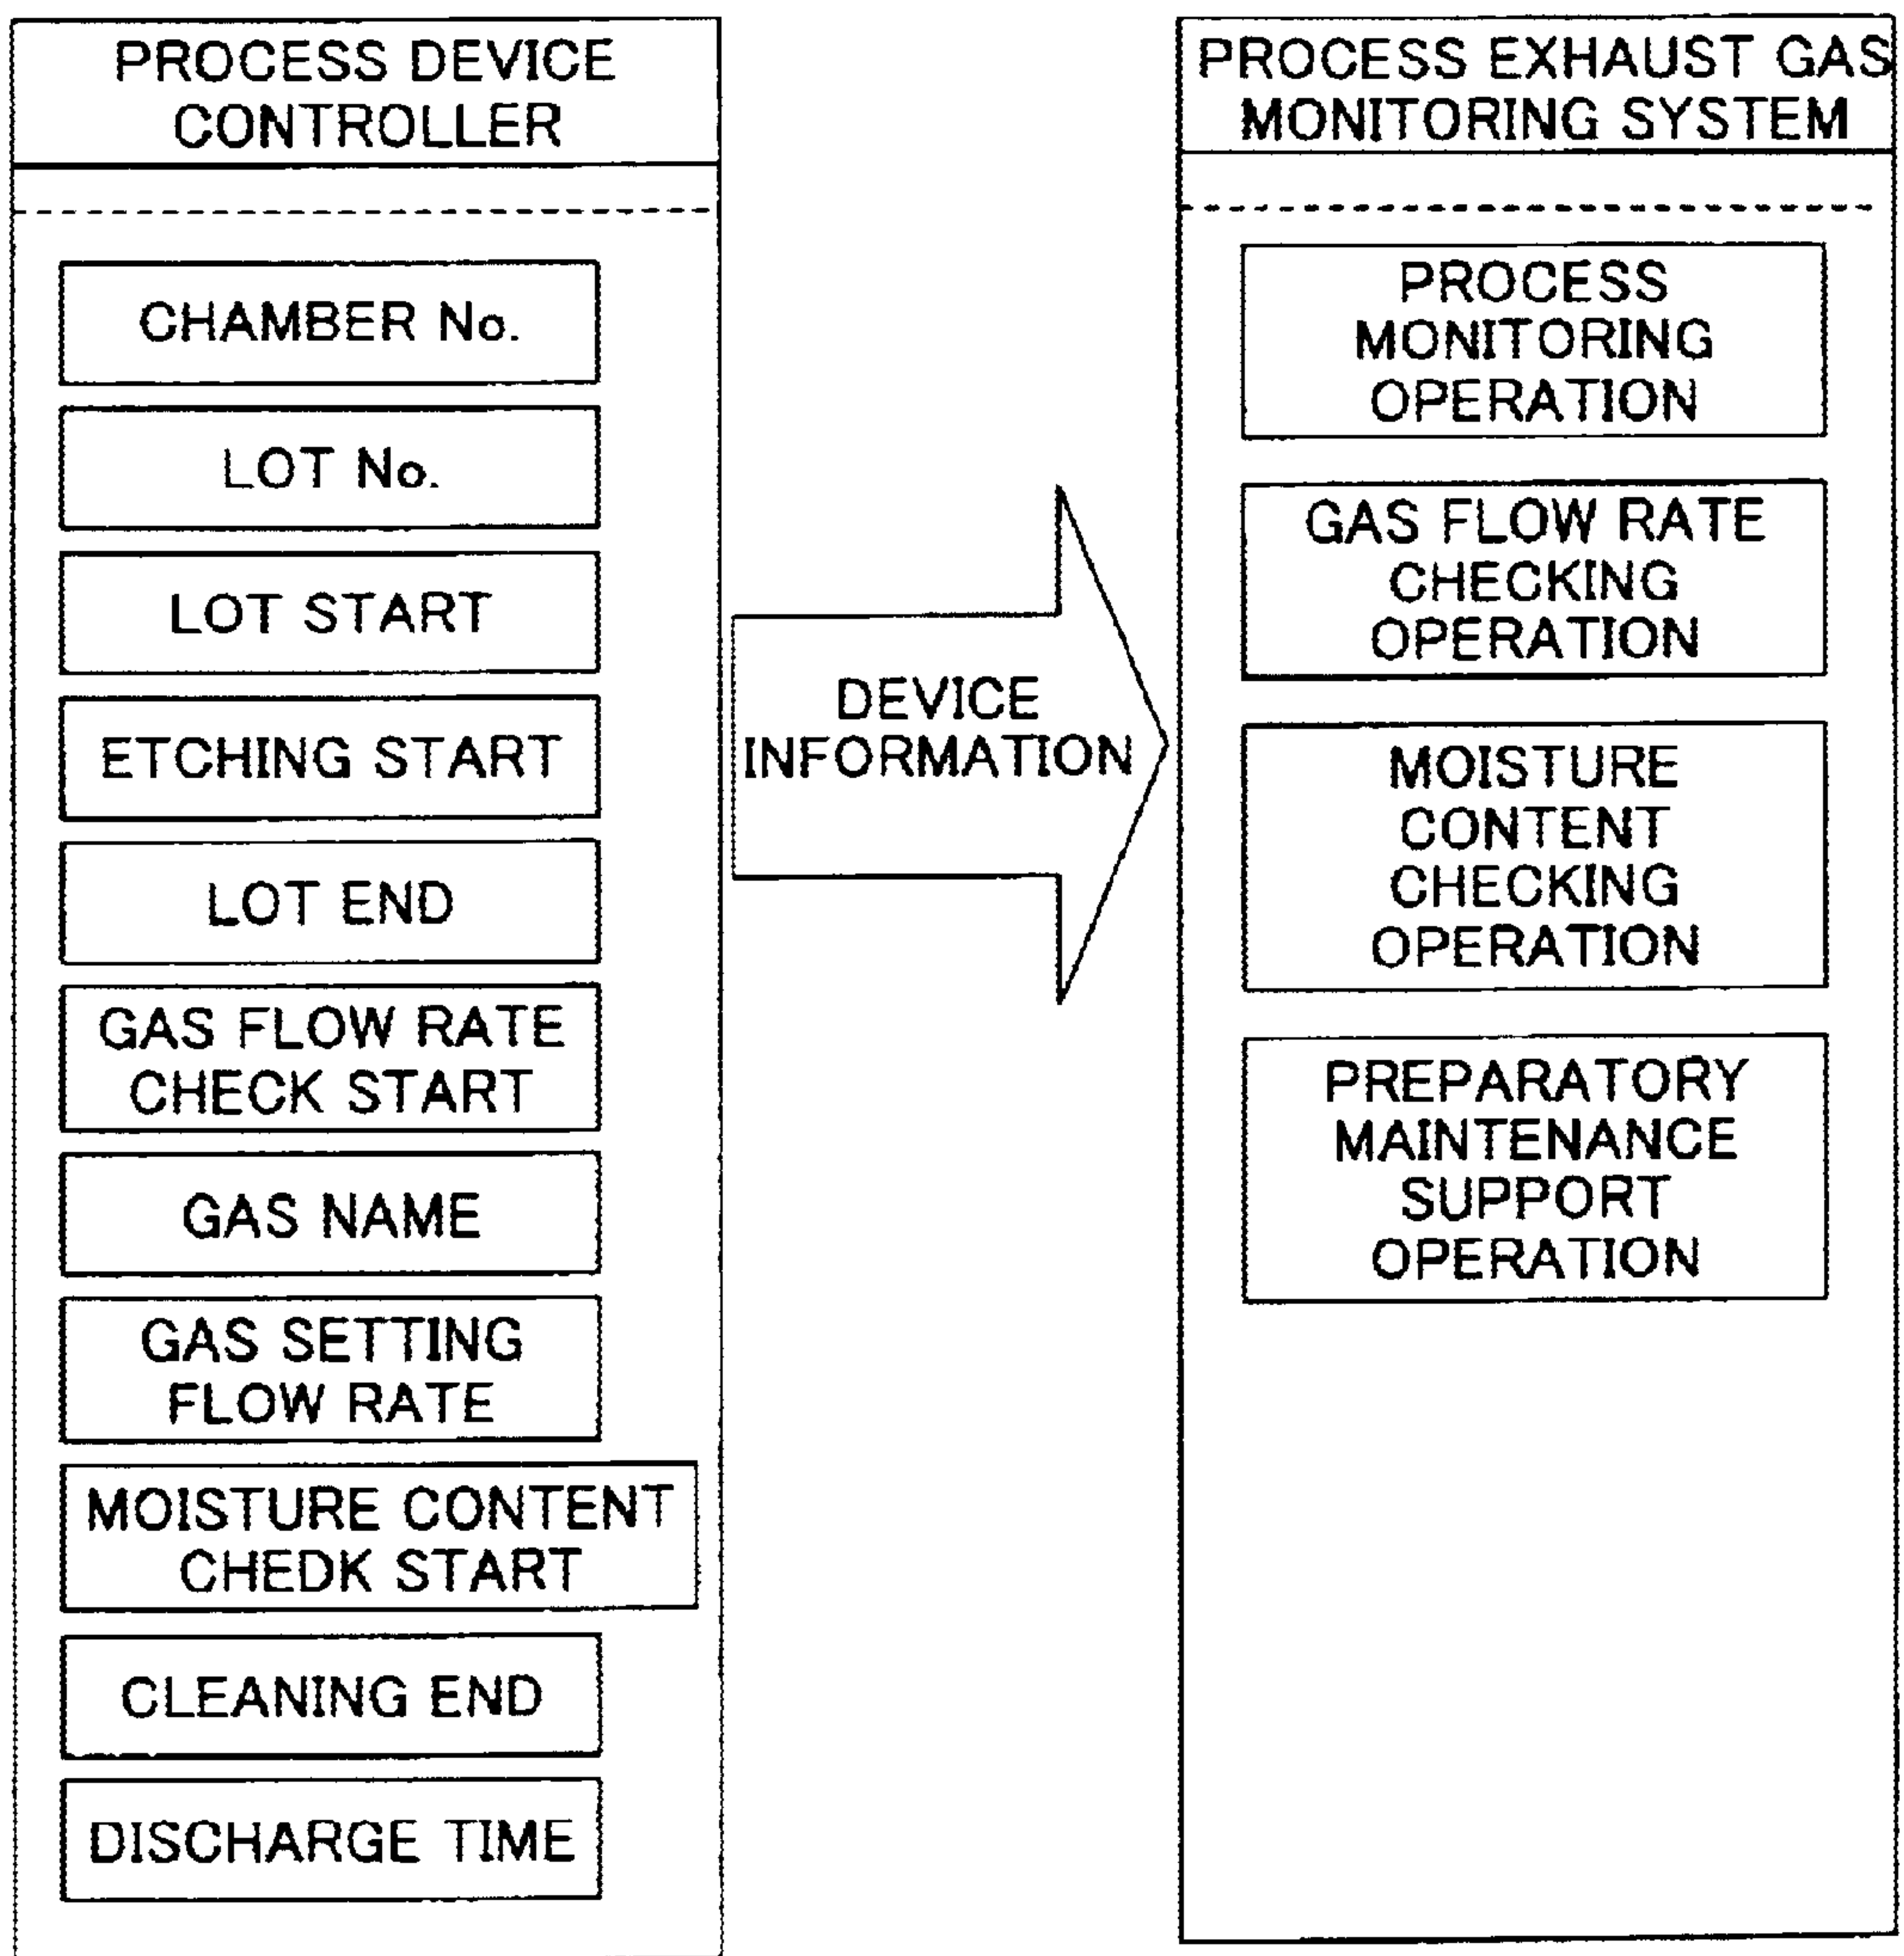 PROCESS DEVICE
CONTROLLER
CHAMBER No.
LOT No.
LOT START
ETCHING START
LOT END
GAS FLOW RATE
CHECK START
GAS NAME
GAS SETTING
FLOW RATE
MOISTURE CONTENT
CHEDK START
CLEANING END
DISCHARGE TIME
DEVICE
INFORMATION
PROCESS EXHAUST GAS
MONITORING SYSTEM
PROCESS
MONITORING
OPERATION
GAS FLOW RATE
CHECKING
OPERATION
MOISTURE
CONTENT
CHECKING
OPERATION
PREPARATORY
MAINTENANCE
SUPPORT
OPERATION